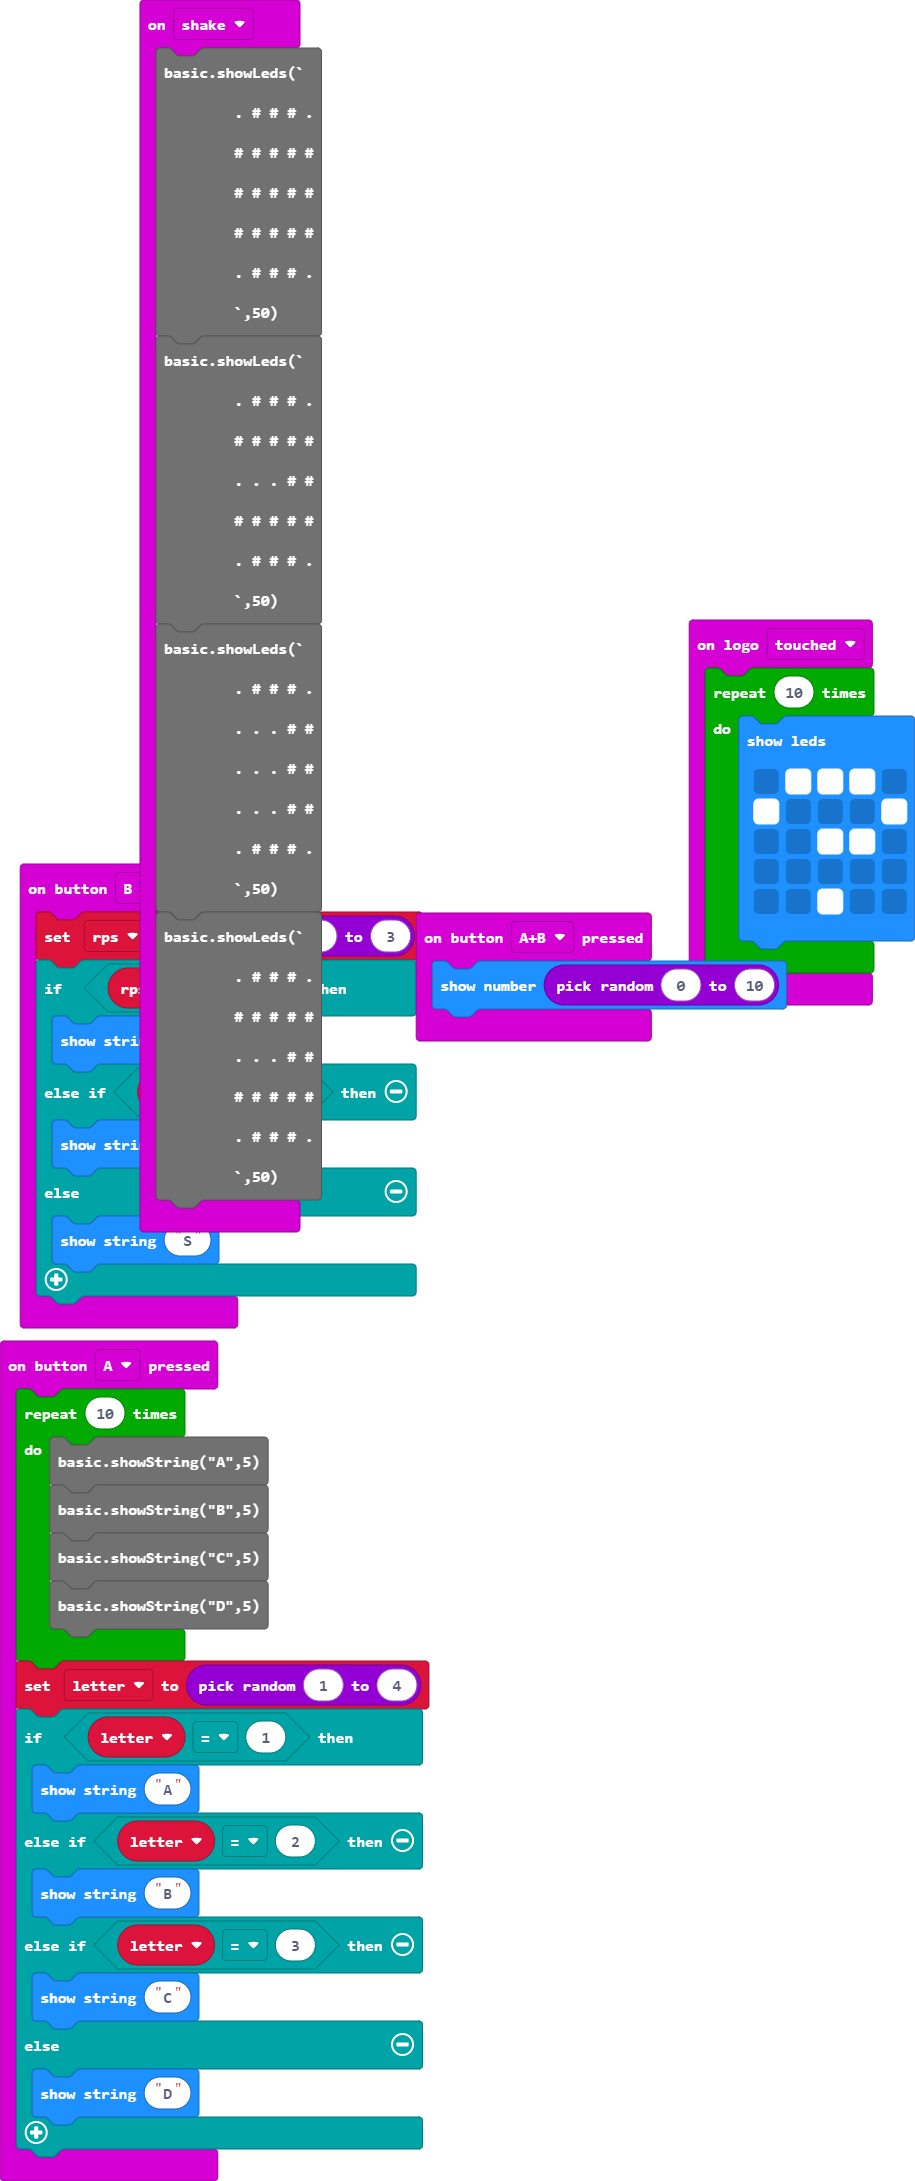 on shake
basic.showLeds(`
. # # # .
# # # # #
# # # # #
# # # # #
. # # # .
`,50)
basic.showLeds(`
. # # # .
# # # # #
. . . # #
# # # # #
. # # # .
`,50)
basic.showLeds(`
. # # # .
. . . # #
. . . # #
. . . # #
. # # # .
`,50)
basic.showLeds(`
. # # # .
# # # # #
. . . # #
# # # # #
. # # # .
`,50)
on logo touched
repeat 10 times
do
show leds
on button B
set rps to 3
if
show
else if then
show
else
show string "S"
on button A+B pressed
show number pick random 0 to 10
on button A pressed
repeat 10 times
do
basic.showString("A",5)
basic.showString("B",5)
basic.showString("C",5)
basic.showString("D",5)
set letter to pick random 1 to 4
if letter = 1 then
show string "A"
else if letter = 2 then
show string "B"
else if letter = 3 then
show string "C"
else
show string "D"